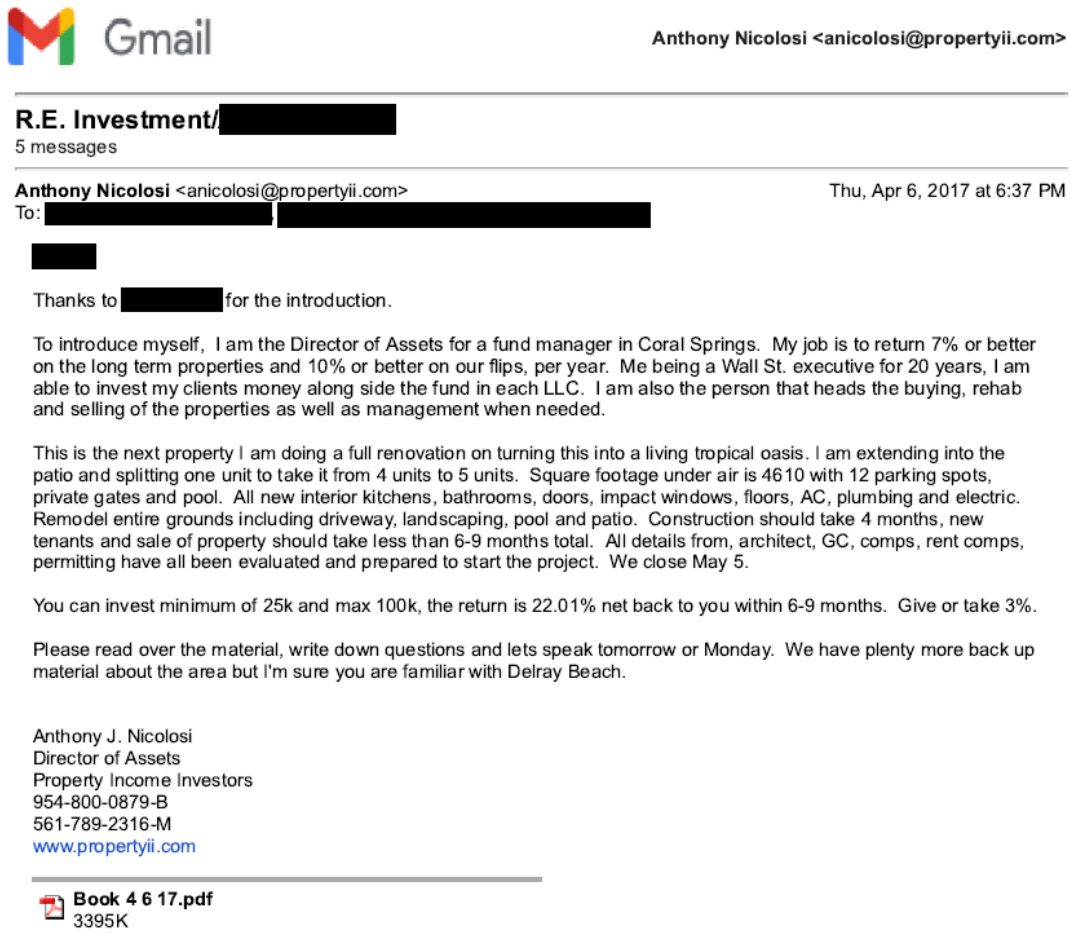 Gmail
Anthony Nicolosi <anicolosi@propertyii.com>
R.E. Investment/
5 messages
Anthony Nicolosi <anicolosi@propertyii.com>
Thu, Apr 6, 2017 at 6:37 PM
To:
Thanks to for the introduction.
To introduce myself,  I am the Director of Assets for a fund manager in Coral Springs.  My job is to return 7% or better
on the long term properties and 10% or better on our flips, per year.  Me being a Wall St. executive for 20 years, I am
able to invest my clients money along side the fund in each LLC.  I am also the person that heads the buying, rehab
and selling of the properties as well as management when needed.
This is the next property I am doing a full renovation on turning this into a living tropical oasis. I am extending into the
patio and splitting one unit to take it from 4 units to 5 units.  Square footage under air is 4610 with 12 parking spots,
private gates and pool.  All new interior kitchens, bathrooms, doors, impact windows, floors, AC, plumbing and electric.
Remodel entire grounds including driveway, landscaping, pool and patio.  Construction should take 4 months, new
tenants and sale of property should take less than 6-9 months total.  All details from, architect, GC, comps, rent comps,
permitting have all been evaluated and prepared to start the project.  We close May 5.
You can invest minimum of 25k and max 100k, the return is 22.01% net back to you within 6-9 months.  Give or take 3%.
Please read over the material, write down questions and lets speak tomorrow or Monday.  We have plenty more back up
material about the area but I'm sure you are familiar with Delray Beach.
Anthony J. Nicolosi
Director of Assets
Property Income Investors
954-800-0879-B
561-789-2316-M
www.propertyii.com
Book 4 6 17.pdf
3395K